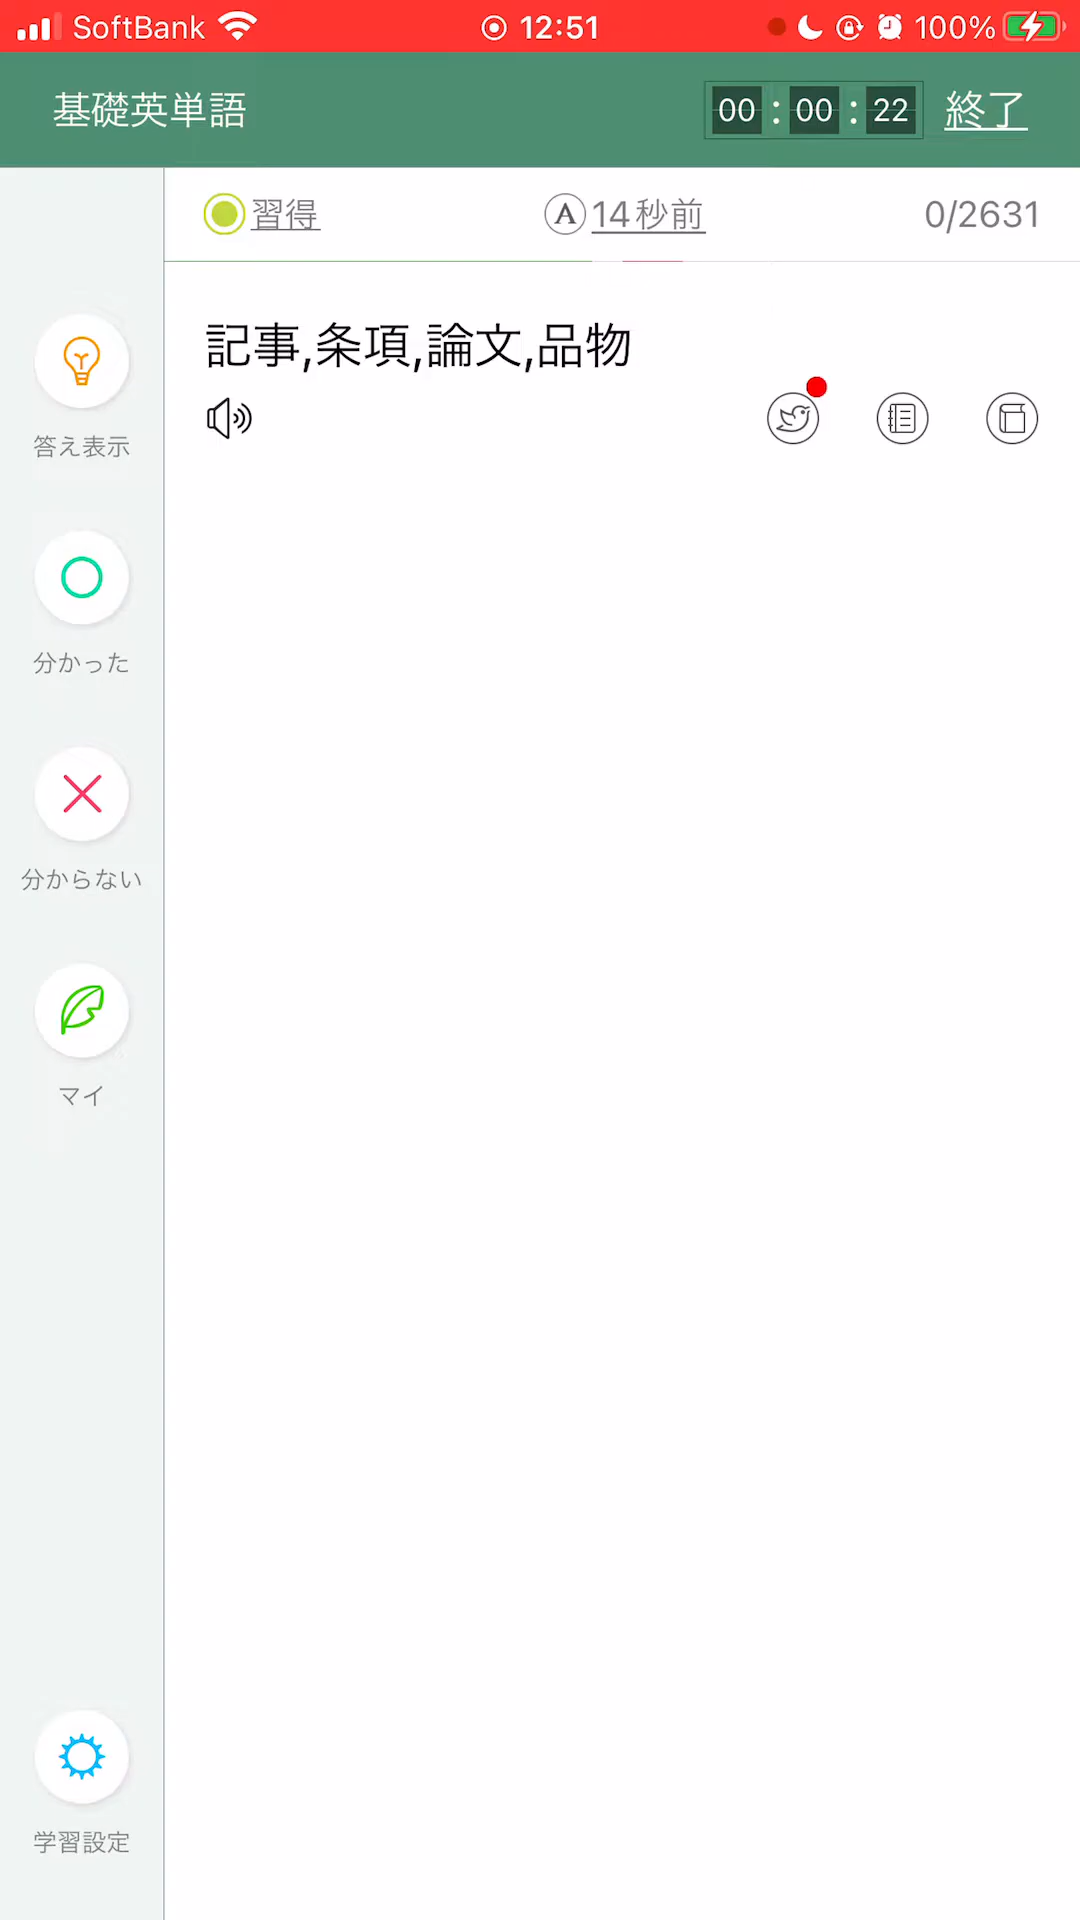 SoftBank 12:51 100%
基礎英単語 00 : 00 : 22 終了
習得 A 14秒前 0/2631
記事,条項,論文,品物
答え表示
分かった
分からない
マイ
学習設定